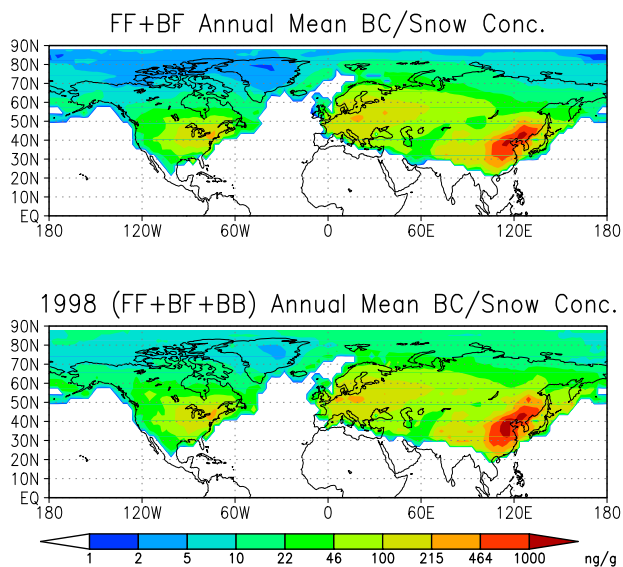 FF+BF Annual Mean BC/Snow Conc.
90N
80N
70N
60N
50N
40N
30N
20N
10N
EQ
180 120W 60W 0 60E 120E 180
1998 (FF+BF+BB) Annual Mean BC/Snow Conc.
90N
80N
70N
60N
50N
40N
30N
20N
10N
EQ
180 120W 60W 0 60E 120E 180
1 2 5 10 22 46 100 215 464 1000 ng/g